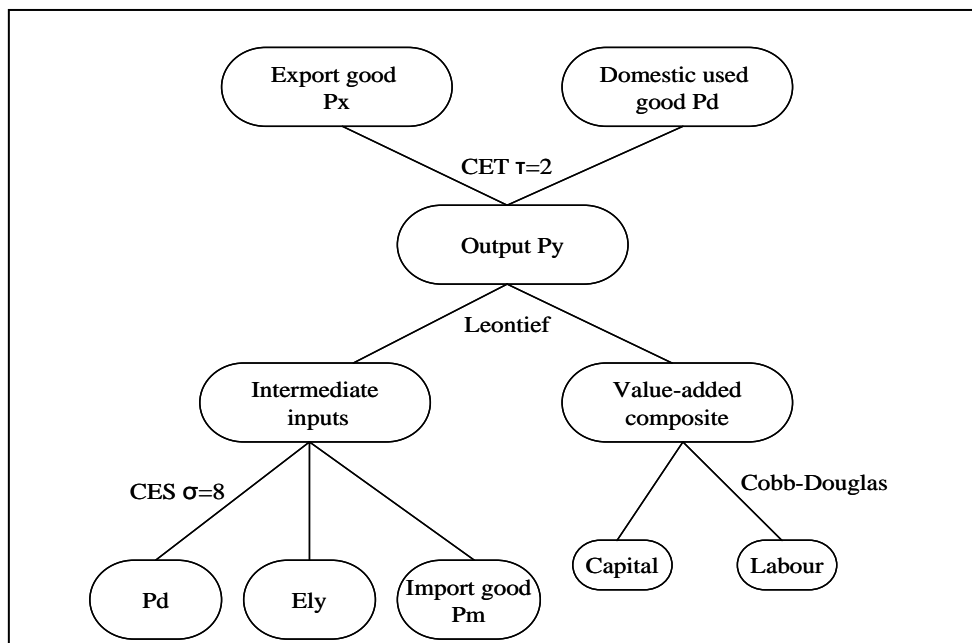 Export good
Px
Domestic used
good Pd
CET τ=2
Output Py
Leontief
Intermediate
inputs
Value-added
composite
CES σ=8
Cobb-Douglas
Pd
Ely
Import good
Pm
Capital
Labour